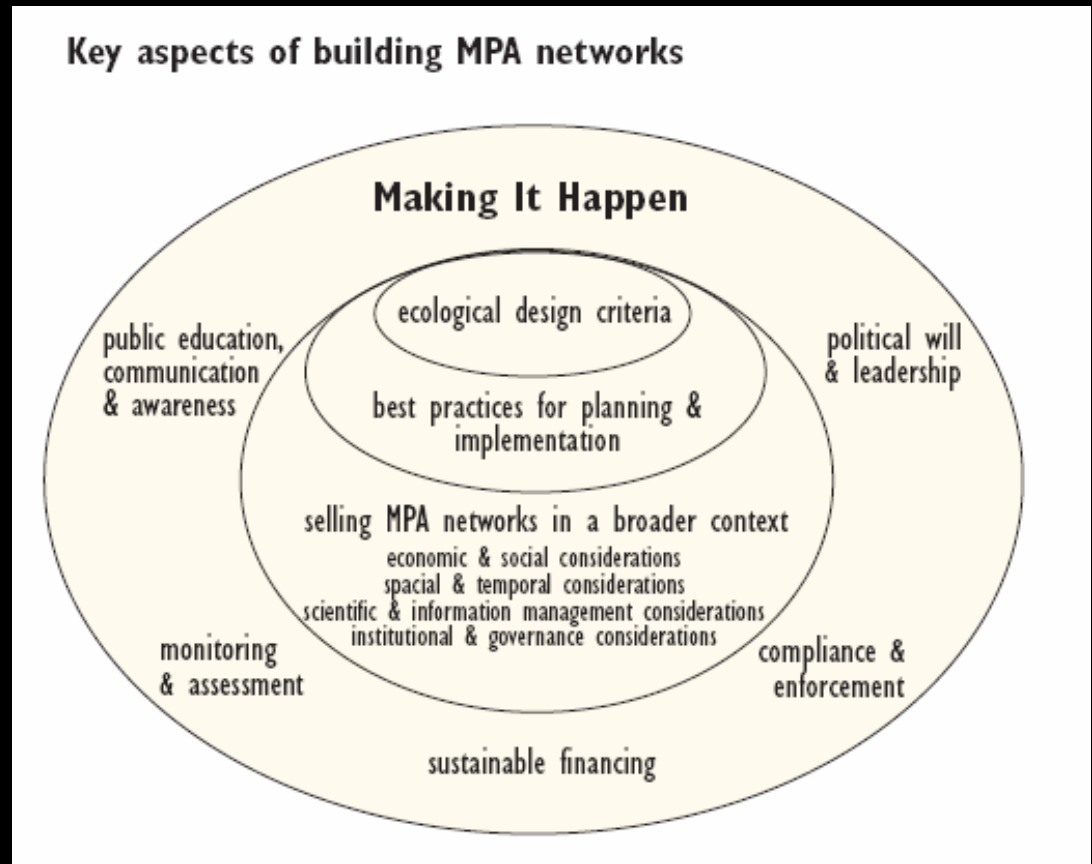 Key aspects of building MPA networks
Making It Happen
ecological design criteria
public education,
communication
& awareness
political will
& leadership
best practices for planning &
implementation
selling MPA networks in a broader context
economic & social considerations
spacial & temporal considerations
scientific & information management considerations
institutional & governance considerations
monitoring
& assessment
compliance &
enforcement
sustainable financing